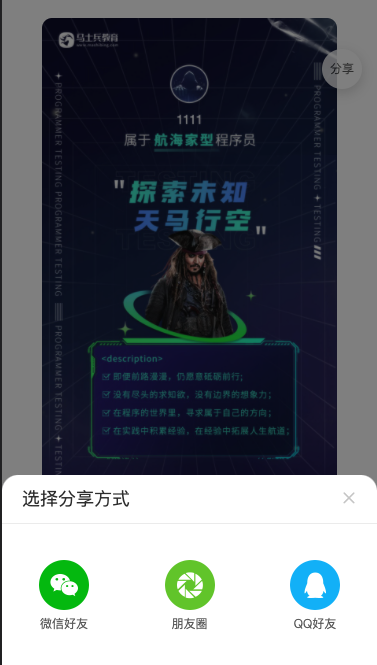 马士兵教育
www.mashibing.com
分享
1111
属于 航海家型 程序员
"探索未知
天马行空"
PROGRAMMER TESTING PROGRAMMER TESTING
PROGRAMMER TESTING ✦ TESTING
PROGRAMMER TESTING ✦ TESTING
<description>
即使前路漫漫，仍愿意砥砺前行;
没有尽头的求知欲，没有边界的想象力;
在程序的世界里，寻求属于自己的方向;
在实践中积累经验，在经验中拓展人生航道;
选择分享方式
微信好友
朋友圈
QQ好友